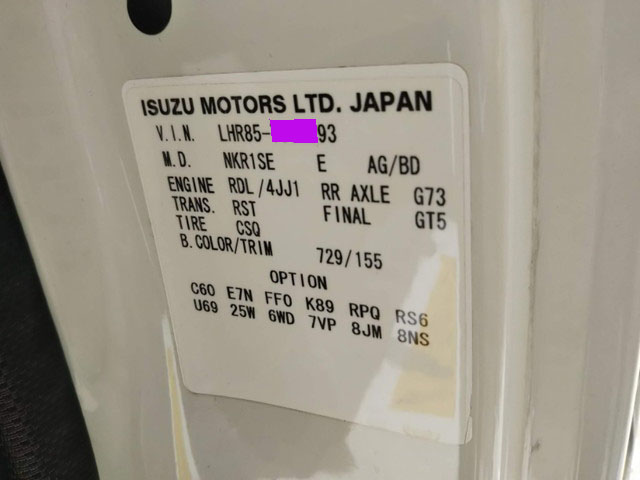 ISUZU MOTORS LTD. JAPAN
V.I.N. LHR85- 93
M.D. NKR1SE E AG/BD
ENGINE RDL/4JJ1 RR AXLE G73
TRANS. RST FINAL GT5
TIRE CSQ
B.COLOR/TRIM 729/155
OPTION
C60 E7N FF0 K89 RPQ RS6
U69 25W 6WD 7VP 8JM 8NS